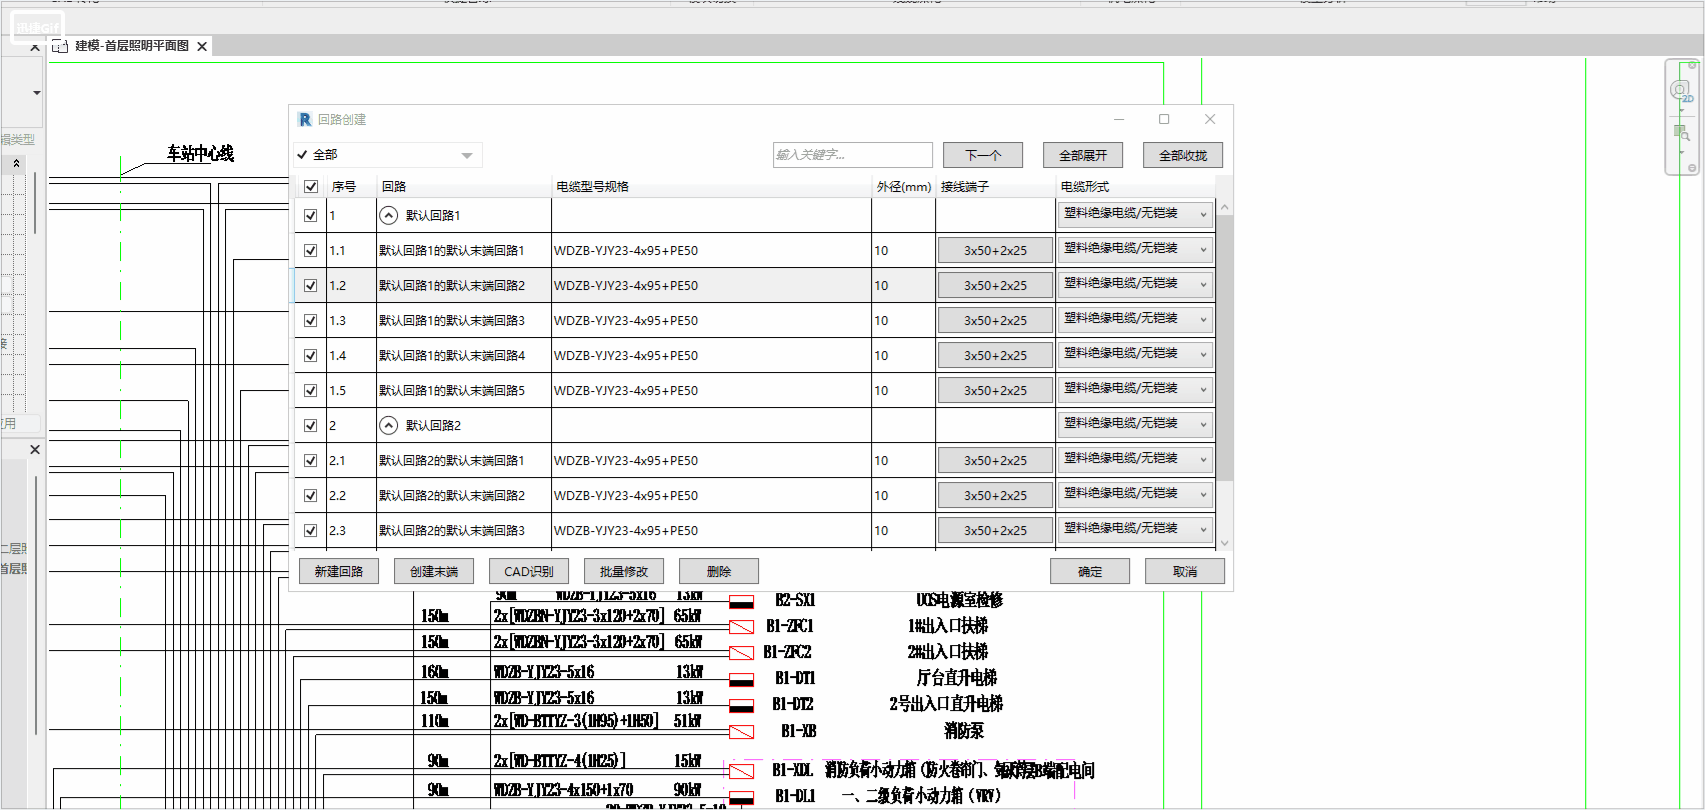 迅捷Gif
建模-首层照明平面图
辑类型
车站中心线
2D
回路创建
全部
输入关键字...
下一个
全部展开
全部收拢
序号 回路 电缆型号规格 外径(mm) 接线端子 电缆形式
1 默认回路1 塑料绝缘电缆/无铠装
1.1 默认回路1的默认末端回路1 WDZB-YJY23-4x95+PE50 10 3x50+2x25 塑料绝缘电缆/无铠装
1.2 默认回路1的默认末端回路2 WDZB-YJY23-4x95+PE50 10 3x50+2x25 塑料绝缘电缆/无铠装
1.3 默认回路1的默认末端回路3 WDZB-YJY23-4x95+PE50 10 3x50+2x25 塑料绝缘电缆/无铠装
1.4 默认回路1的默认末端回路4 WDZB-YJY23-4x95+PE50 10 3x50+2x25 塑料绝缘电缆/无铠装
1.5 默认回路1的默认末端回路5 WDZB-YJY23-4x95+PE50 10 3x50+2x25 塑料绝缘电缆/无铠装
2 默认回路2 塑料绝缘电缆/无铠装
2.1 默认回路2的默认末端回路1 WDZB-YJY23-4x95+PE50 10 3x50+2x25 塑料绝缘电缆/无铠装
2.2 默认回路2的默认末端回路2 WDZB-YJY23-4x95+PE50 10 3x50+2x25 塑料绝缘电缆/无铠装
2.3 默认回路2的默认末端回路3 WDZB-YJY23-4x95+PE50 10 3x50+2x25 塑料绝缘电缆/无铠装
新建回路 创建末端 CAD识别 批量修改 删除 确定 取消
接
应用
二层照
首层照
90m WDZB-YJY23-5x16 13kW B2-SX1 UOS电源室检修
150m 2x[WDZBN-YJY23-3x120+2x70] 65kW B1-ZFC1 1#出入口扶梯
150m 2x[WDZBN-YJY23-3x120+2x70] 65kW B1-ZFC2 2#出入口扶梯
160m WDZB-YJY23-5x16 13kW B1-DT1 厅台直升电梯
150m WDZB-YJY23-5x16 13kW B1-DT2 2号出入口直升电梯
110m 2x[WD-BTTYZ-3(1H95)+1H50] 51kW B1-XB 消防泵
90m 2x[WD-BTTYZ-4(1H25)] 15kW B1-XDL 消防负荷小动力箱(防火卷帘门、
90m WDZB-YJY23-4x150+1x70 90kW B1-DL1 一、二级负荷小动力箱(VRV)